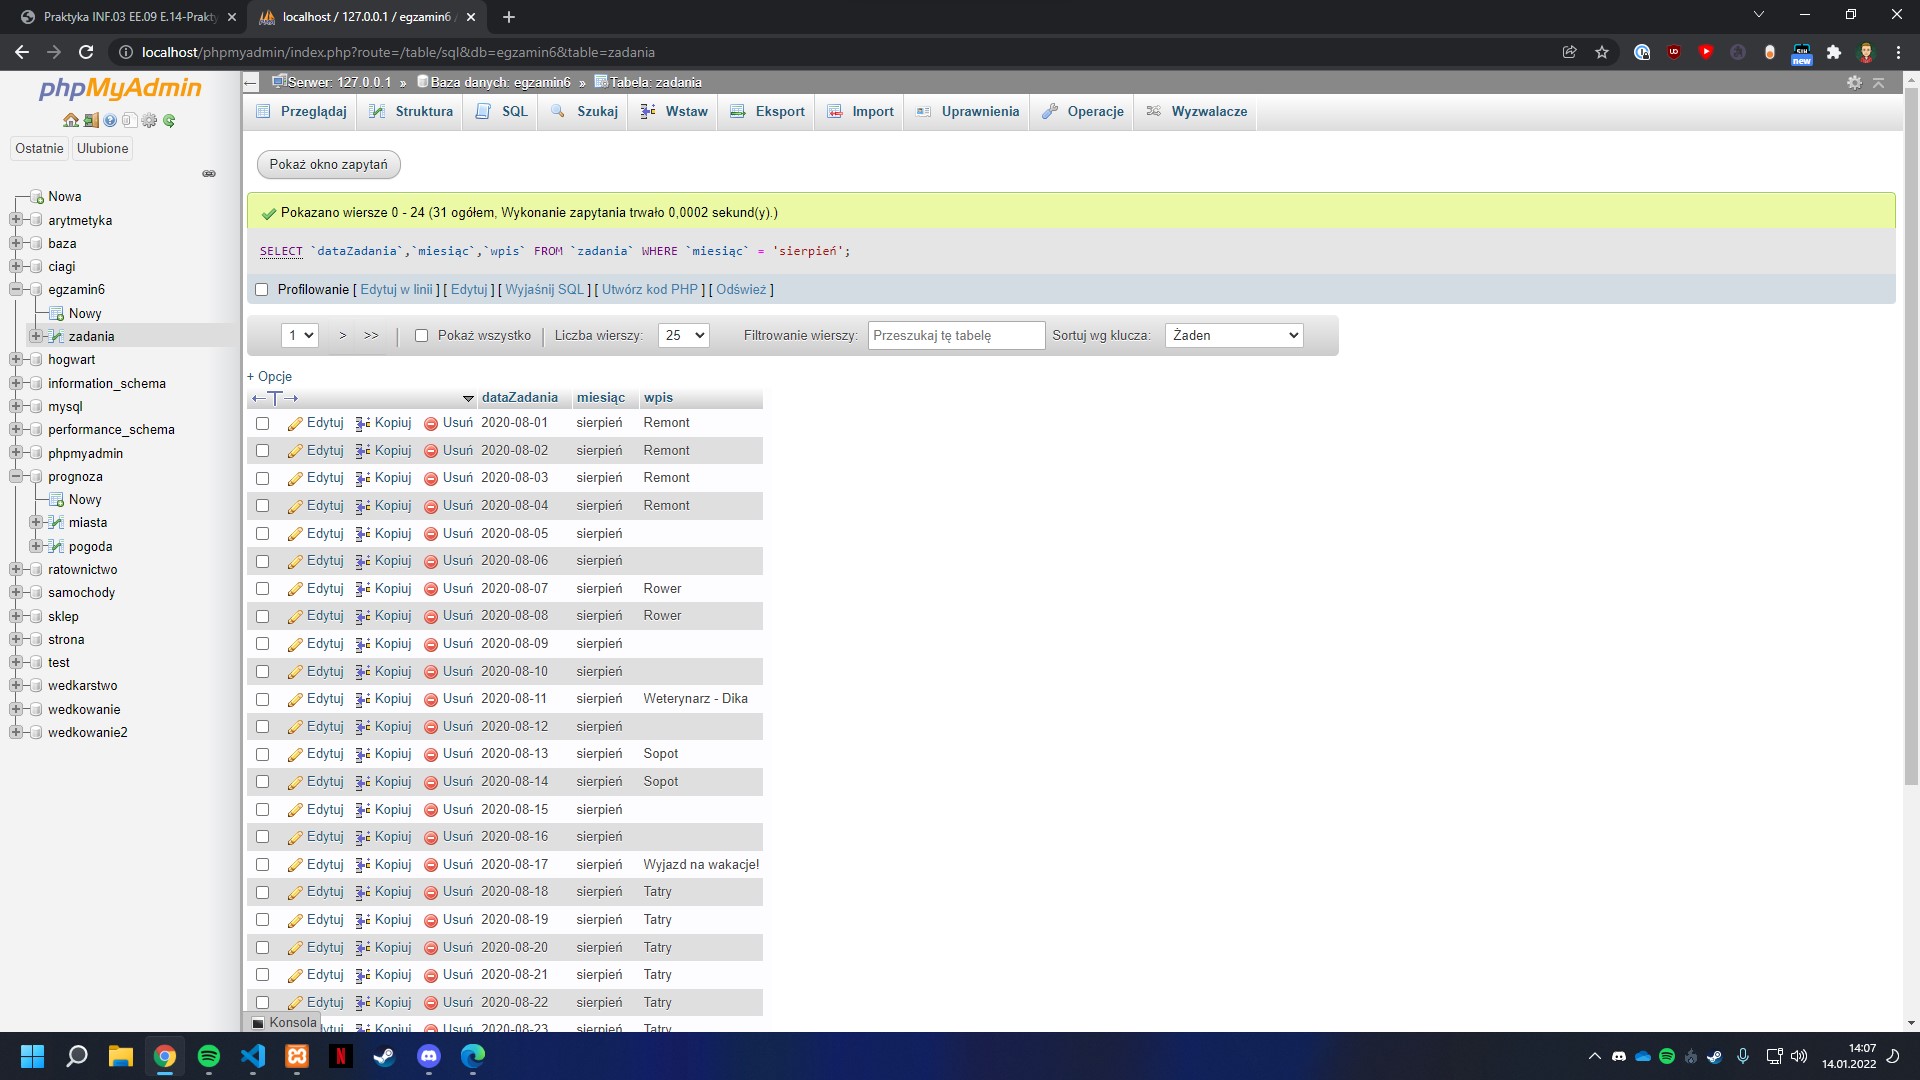 Praktyka INF.03 EE.09 E.14-Prakty
localhost / 127.0.0.1 / egzamin6 /
localhost/phpmyadmin/index.php?route=/table/sql&db=egzamin6&table=zadania
new
phpMyAdmin
Ostatnie Ulubione
Nowa
arytmetyka
baza
ciagi
egzamin6
Nowy
zadania
hogwart
information_schema
mysql
performance_schema
phpmyadmin
prognoza
Nowy
miasta
pogoda
ratownictwo
samochody
sklep
strona
test
wedkarstwo
wedkowanie
wedkowanie2
Serwer: 127.0.0.1 » Baza danych: egzamin6 » Tabela: zadania
Przeglądaj Struktura SQL Szukaj Wstaw Eksport Import Uprawnienia Operacje Wyzwalacze
Pokaż okno zapytań
Pokazano wiersze 0 - 24 (31 ogółem, Wykonanie zapytania trwało 0,0002 sekund(y).)
SELECT `dataZadania`,`miesiąc`,`wpis` FROM `zadania` WHERE `miesiąc` = 'sierpień';
Profilowanie [ Edytuj w linii ] [ Edytuj ] [ Wyjaśnij SQL ] [ Utwórz kod PHP ] [ Odśwież ]
1 > >> | Pokaż wszystko | Liczba wierszy: 25 Filtrowanie wierszy: Przeszukaj tę tabelę Sortuj wg klucza: Żaden
+ Opcje
←T→ dataZadania miesiąc wpis
Edytuj Kopiuj Usuń 2020-08-01 sierpień Remont
Edytuj Kopiuj Usuń 2020-08-02 sierpień Remont
Edytuj Kopiuj Usuń 2020-08-03 sierpień Remont
Edytuj Kopiuj Usuń 2020-08-04 sierpień Remont
Edytuj Kopiuj Usuń 2020-08-05 sierpień
Edytuj Kopiuj Usuń 2020-08-06 sierpień
Edytuj Kopiuj Usuń 2020-08-07 sierpień Rower
Edytuj Kopiuj Usuń 2020-08-08 sierpień Rower
Edytuj Kopiuj Usuń 2020-08-09 sierpień
Edytuj Kopiuj Usuń 2020-08-10 sierpień
Edytuj Kopiuj Usuń 2020-08-11 sierpień Weterynarz - Dika
Edytuj Kopiuj Usuń 2020-08-12 sierpień
Edytuj Kopiuj Usuń 2020-08-13 sierpień Sopot
Edytuj Kopiuj Usuń 2020-08-14 sierpień Sopot
Edytuj Kopiuj Usuń 2020-08-15 sierpień
Edytuj Kopiuj Usuń 2020-08-16 sierpień
Edytuj Kopiuj Usuń 2020-08-17 sierpień Wyjazd na wakacje!
Edytuj Kopiuj Usuń 2020-08-18 sierpień Tatry
Edytuj Kopiuj Usuń 2020-08-19 sierpień Tatry
Edytuj Kopiuj Usuń 2020-08-20 sierpień Tatry
Edytuj Kopiuj Usuń 2020-08-21 sierpień Tatry
Edytuj Kopiuj Usuń 2020-08-22 sierpień Tatry
Edytuj Kopiuj Usuń 2020-08-23 sierpień Tatry
Konsola
14:07
14.01.2022